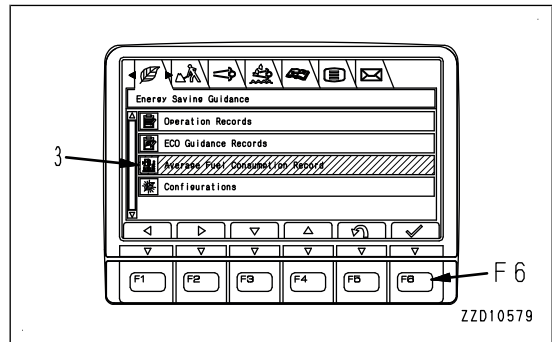 Energy Saving Guidance
Operation Records
ECO Guidance Records
3
Average Fuel Consumption Record
Configurations
F1 F2 F3 F4 F5 F6
F6
ZZD10579